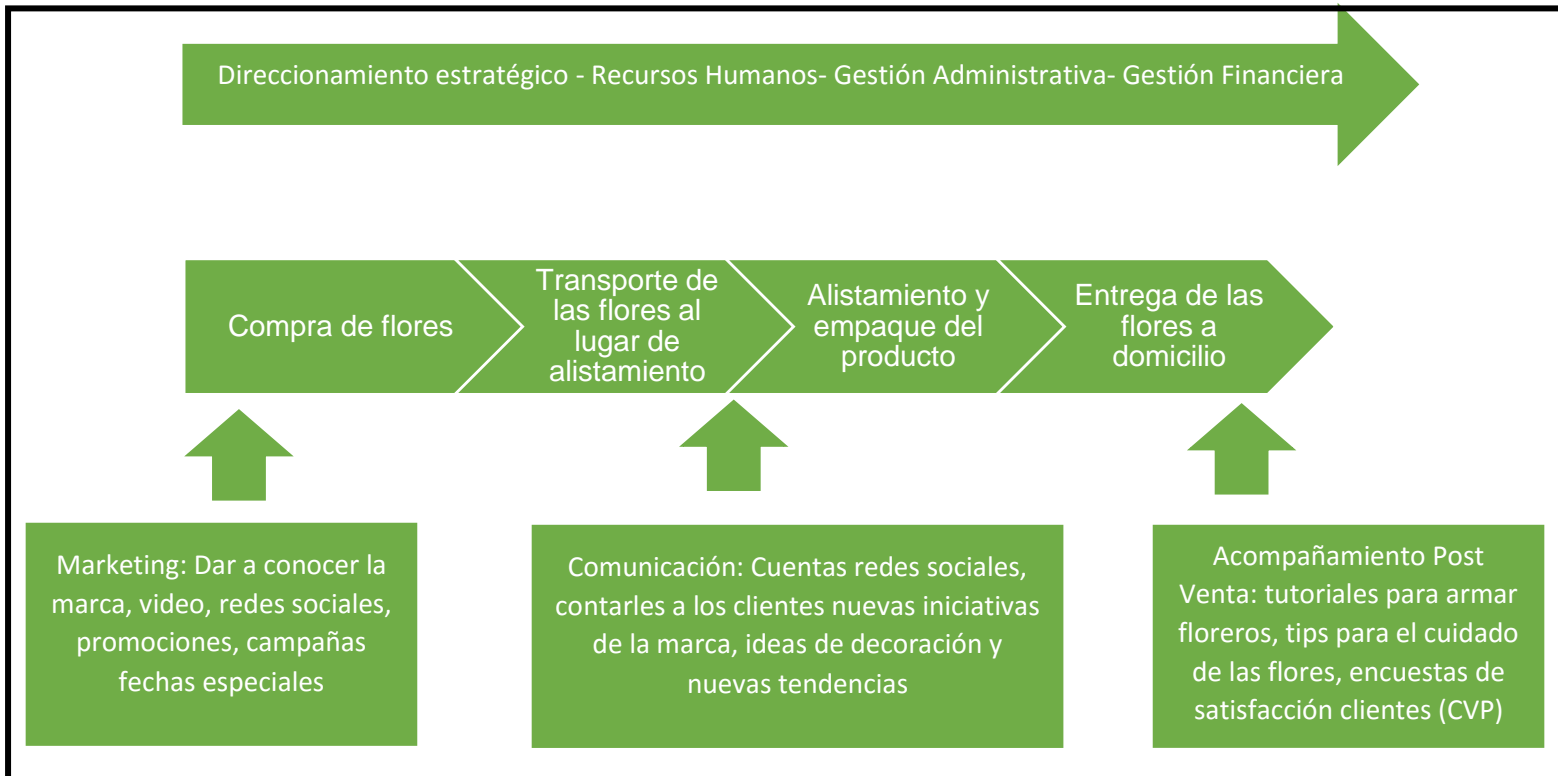 Direccionamiento estratégico - Recursos Humanos- Gestión Administrativa- Gestión Financiera
Compra de flores
Transporte de
las flores al
lugar de
alistamiento
Alistamiento y
empaque del
producto
Entrega de las
flores a
domicilio
Marketing: Dar a conocer la
marca, video, redes sociales,
promociones, campañas
fechas especiales
Comunicación: Cuentas redes sociales,
contarles a los clientes nuevas iniciativas
de la marca, ideas de decoración y
nuevas tendencias
Acompañamiento Post
Venta: tutoriales para armar
floreros, tips para el cuidado
de las flores, encuestas de
satisfacción clientes (CVP)